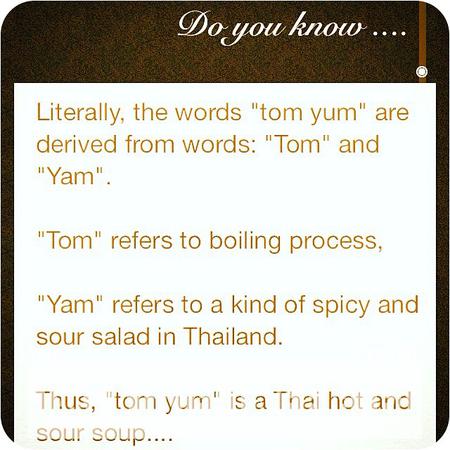 Do you know ....
Literally, the words "tom yum" are
derived from words: "Tom" and
"Yam".
"Tom" refers to boiling process,
"Yam" refers to a kind of spicy and
sour salad in Thailand.
Thus, "tom yum" is a Thai hot and
sour soup....